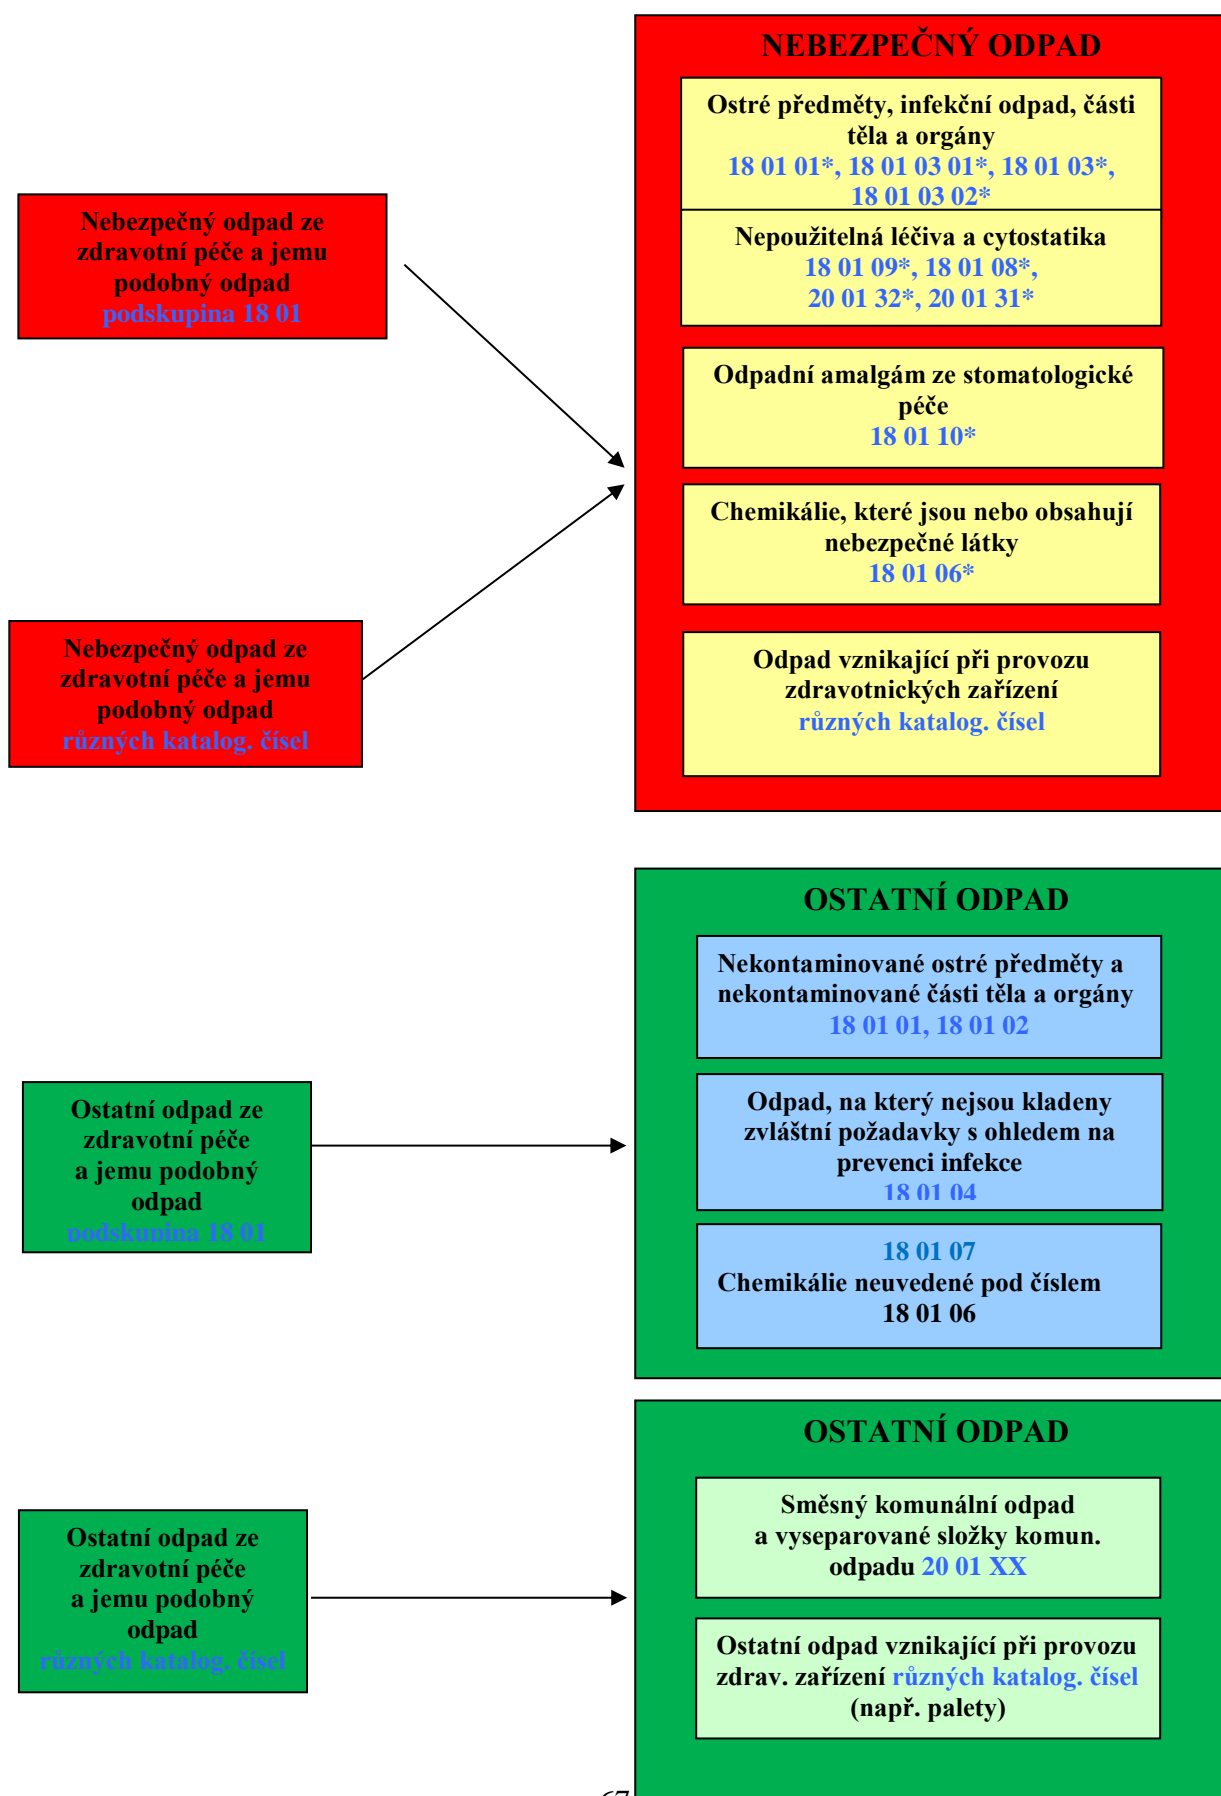 NEBEZPEČNÝ ODPAD
Ostré předměty, infekční odpad, části
těla a orgány
18 01 01*, 18 01 03 01*, 18 01 03*,
18 01 03 02*
Nepoužitelná léčiva a cytostatika
18 01 09*, 18 01 08*,
20 01 32*, 20 01 31*
Odpadní amalgám ze stomatologické
péče
18 01 10*
Chemikálie, které jsou nebo obsahují
nebezpečné látky
18 01 06*
Odpad vznikající při provozu
zdravotnických zařízení
různých katalog. čísel
Nebezpečný odpad ze
zdravotní péče a jemu
podobný odpad
podskupina 18 01
Nebezpečný odpad ze
zdravotní péče a jemu
podobný odpad
různých katalog. čísel
OSTATNÍ ODPAD
Nekontaminované ostré předměty a
nekontaminované části těla a orgány
18 01 01, 18 01 02
Odpad, na který nejsou kladeny
zvláštní požadavky s ohledem na
prevenci infekce
18 01 04
18 01 07
Chemikálie neuvedené pod číslem
18 01 06
Ostatní odpad ze
zdravotní péče
a jemu podobný
odpad
podskupina 18 01
OSTATNÍ ODPAD
Směsný komunální odpad
a vyseparované složky komun.
odpadu 20 01 XX
Ostatní odpad vznikající při provozu
zdrav. zařízení různých katalog. čísel
(např. palety)
Ostatní odpad ze
zdravotní péče
a jemu podobný
odpad
různých katalog. čísel
67